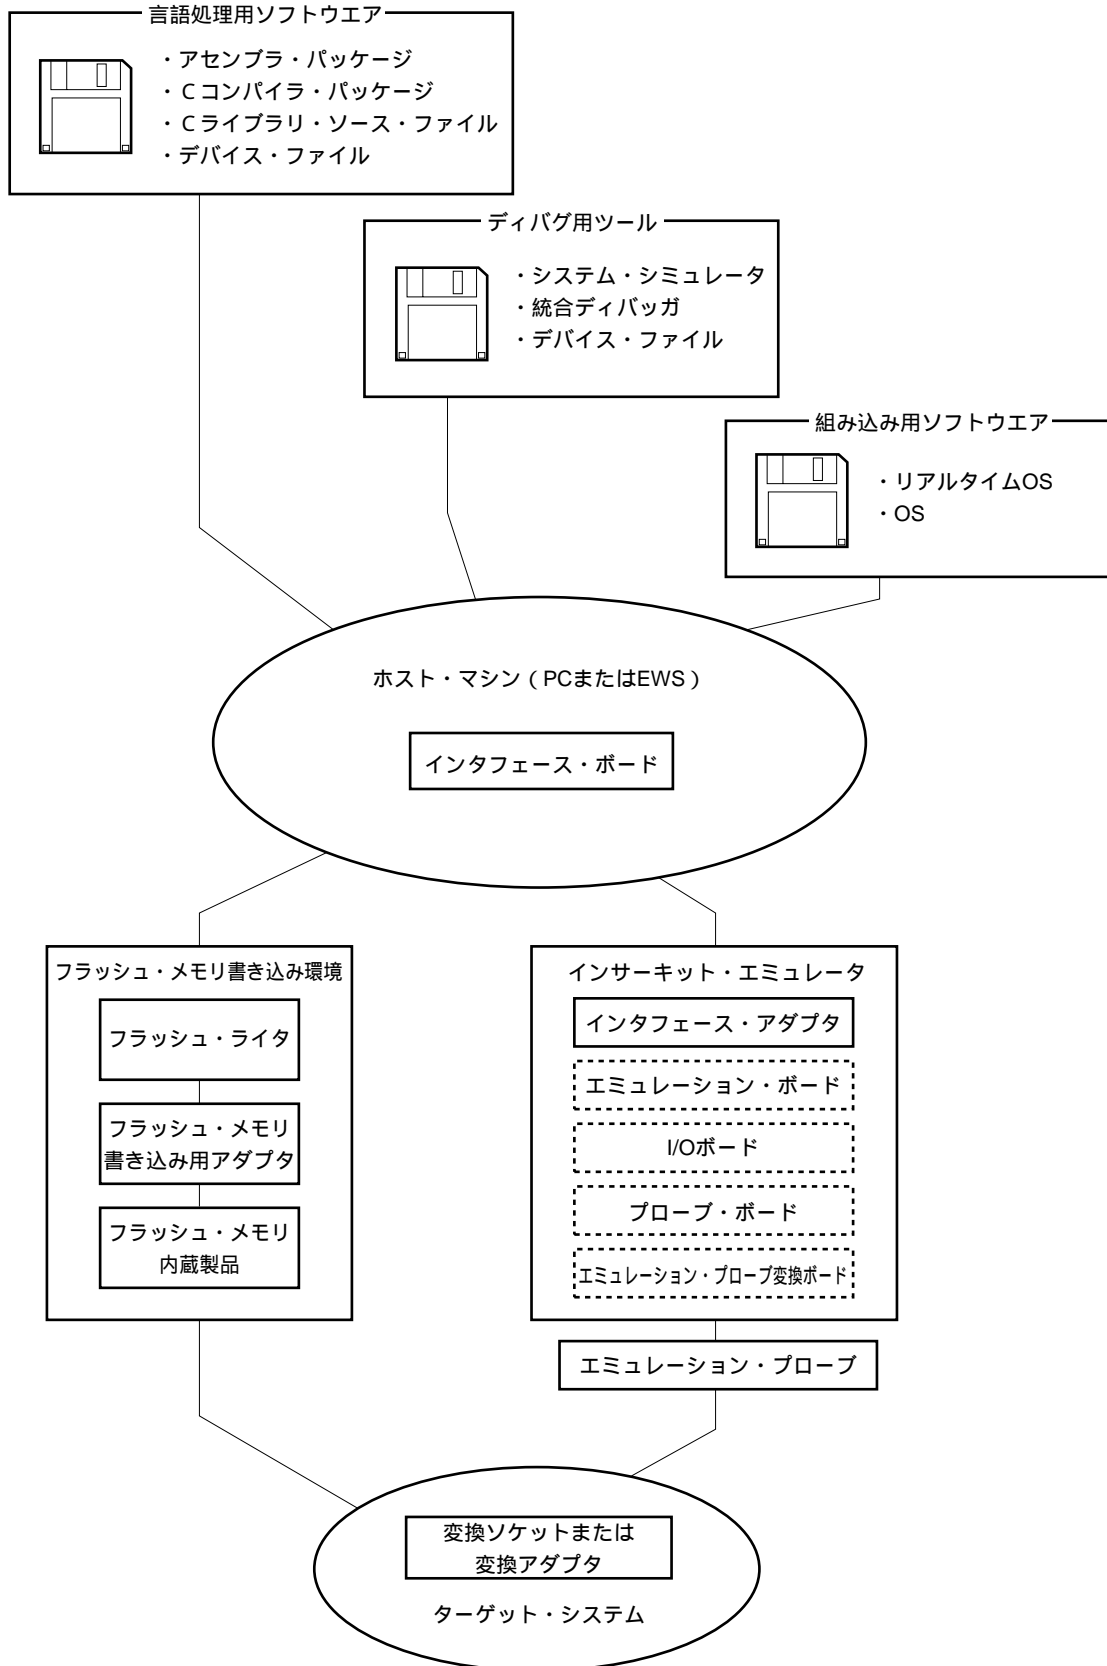 言語処理用ソフトウエア
・アセンブラ・パッケージ
・Cコンパイラ・パッケージ
・Cライブラリ・ソース・ファイル
・デバイス・ファイル
ディバグ用ツール
・システム・シミュレータ
・統合ディバッガ
・デバイス・ファイル
組み込み用ソフトウエア
・リアルタイムOS
・OS
ホスト・マシン(PCまたはEWS)
インタフェース・ボード
フラッシュ・メモリ書き込み環境
フラッシュ・ライタ
フラッシュ・メモリ
書き込み用アダプタ
フラッシュ・メモリ
内蔵製品
インサーキット・エミュレータ
インタフェース・アダプタ
エミュレーション・ボード
I/Oボード
プローブ・ボード
エミュレーション・プローブ変換ボード
エミュレーション・プローブ
変換ソケットまたは
変換アダプタ
ターゲット・システム